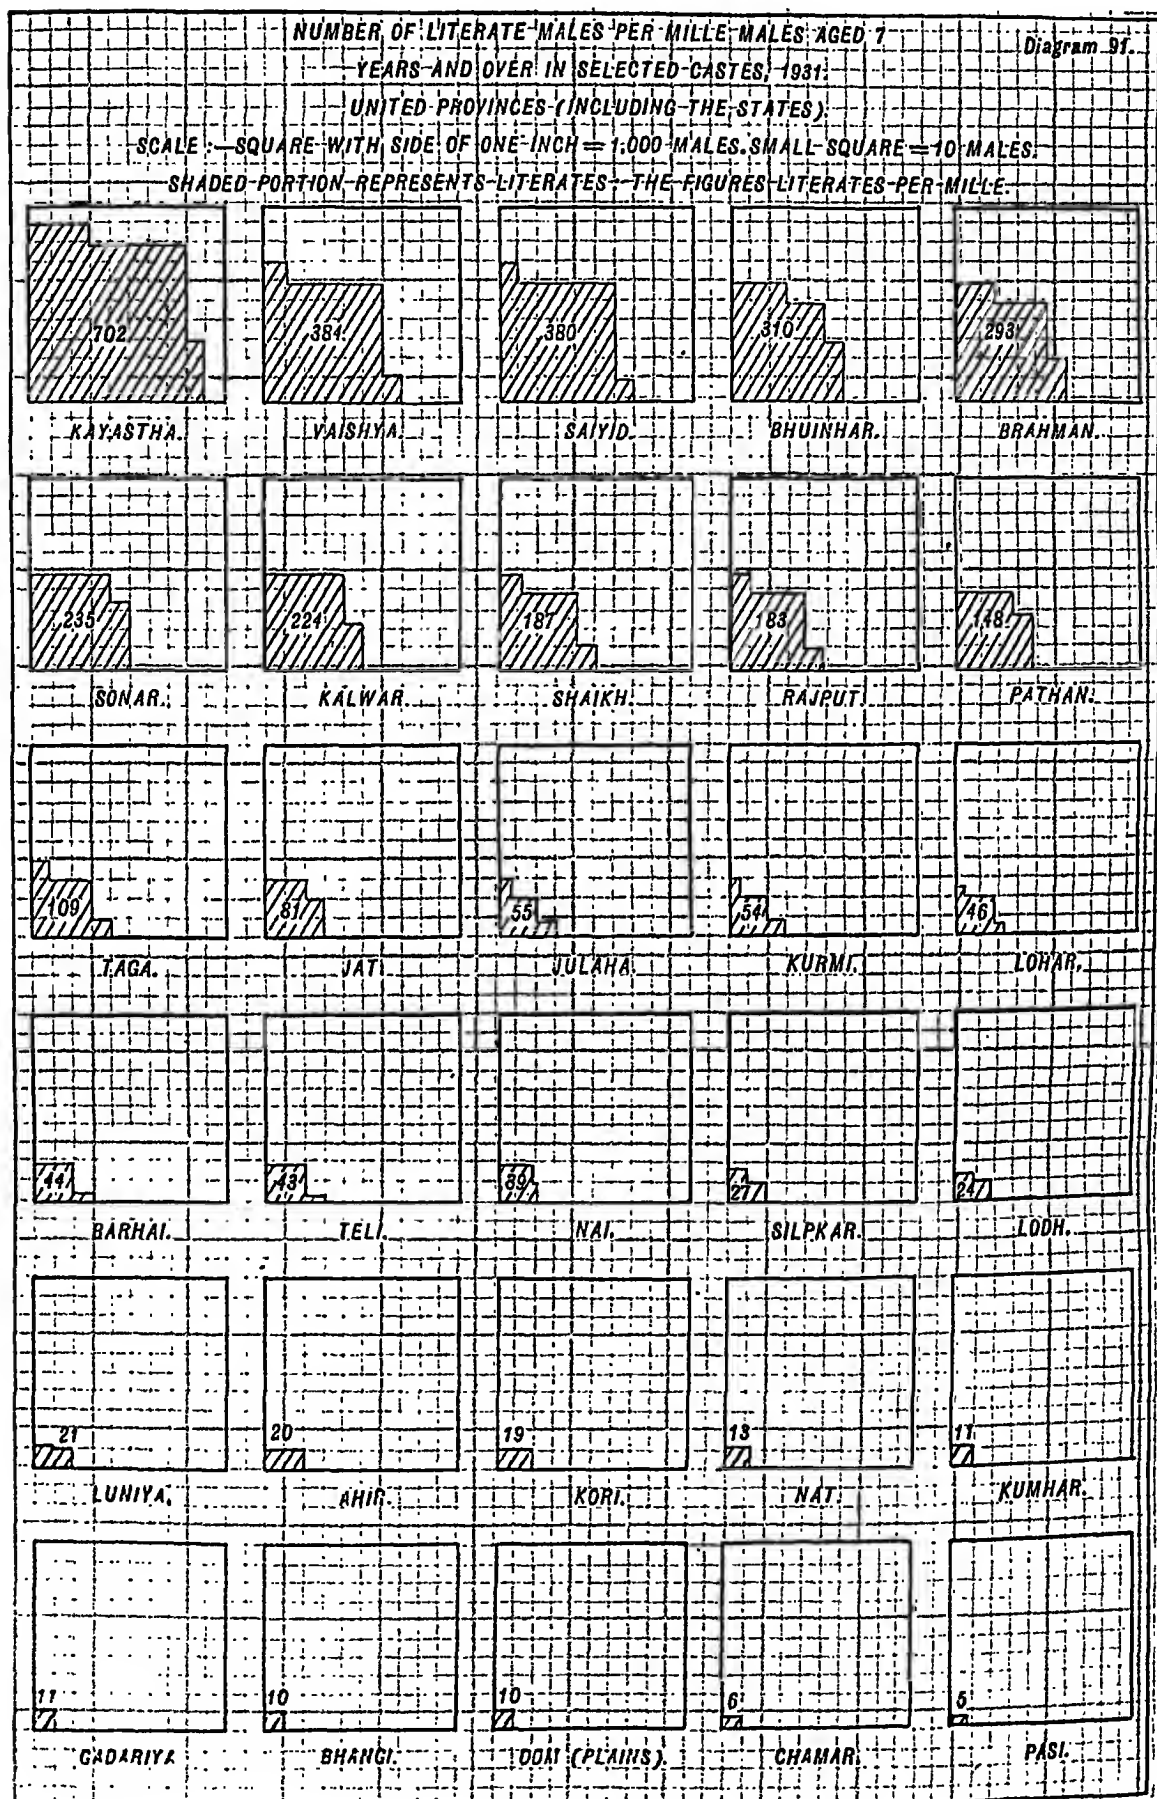 NUMBER OF LITERATE MALES PER MILLE MALES AGED 7
Diagram 91.
YEARS AND OVER IN SELECTED CASTES, 1931.
UNITED PROVINCES (INCLUDING THE STATES)
SCALE :— SQUARE WITH SIDE OF ONE INCH = 1,000 MALES. SMALL SQUARE = 10 MALES.
SHADED PORTION REPRESENTS LITERATES - THE FIGURES LITERATES PER MILLE.
702 384 380 310 293
KAYASTHA. VAISHYA. SAIYID. BHUINHAR. BRAHMAN.
235 224 187 183 148
SONAR. KALWAR. SHAIKH. RAJPUT. PATHAN.
109 81 55 54 46
TAGA. JAT. JULAHA. KURMI. LOHAR.
44 43 89 27 24
BARHAI. TELI. NAI. SILPKAR. LODH.
21 20 19 13 11
LUNIYA. AHIR. KORI. NAT. KUMHAR.
11 10 10 6 5
GADARIYA BHANGI. DOM (PLAINS). CHAMAR. PASI.